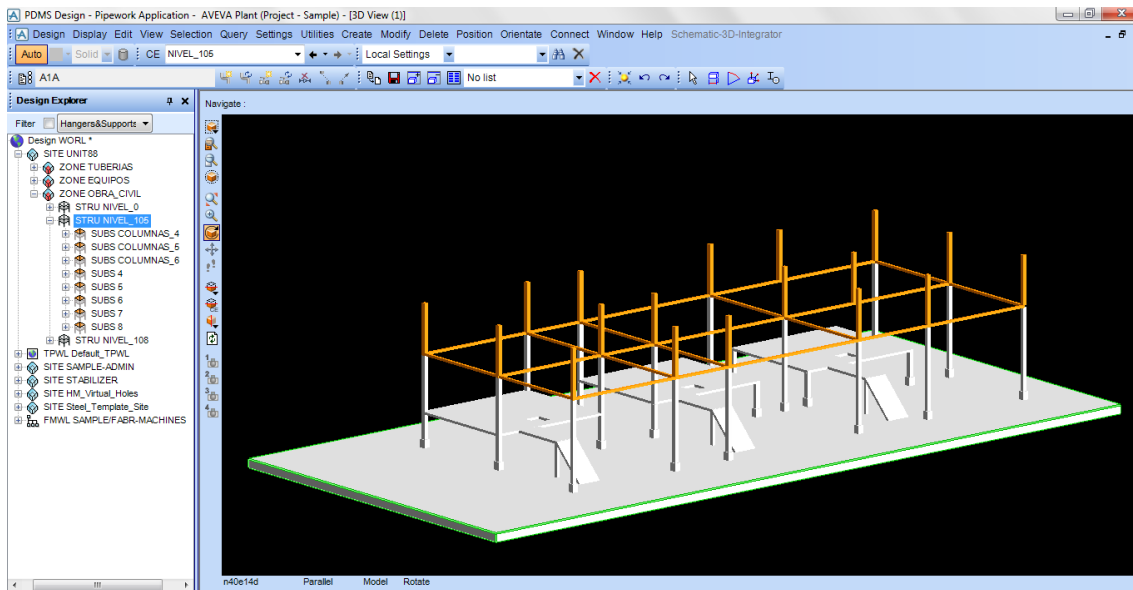 PDMS Design - Pipework Application - AVEVA Plant (Project - Sample) - [3D View (1)]
Design Display Edit View Selection Query Settings Utilities Create Modify Delete Position Orientate Connect Window Help Schematic-3D-Integrator
Auto Solid CE NIVEL_105 Local Settings
A1A No list
Design Explorer
Navigate :
Filter Hangers&Supports
Design WORL *
SITE UNIT88
ZONE TUBERIAS
ZONE EQUIPOS
ZONE OBRA_CIVIL
STRU NIVEL_0
STRU NIVEL_105
SUBS COLUMNAS_4
SUBS COLUMNAS_5
SUBS COLUMNAS_6
SUBS 4
SUBS 5
SUBS 6
SUBS 7
SUBS 8
STRU NIVEL_108
TPWL Default_TPWL
SITE SAMPLE-ADMIN
SITE STABILIZER
SITE HM_Virtual_Holes
SITE Steel_Template_Site
FMWL SAMPLE/FABR-MACHINES
CE
1
2
3
4
n40e14d Parallel Model Rotate